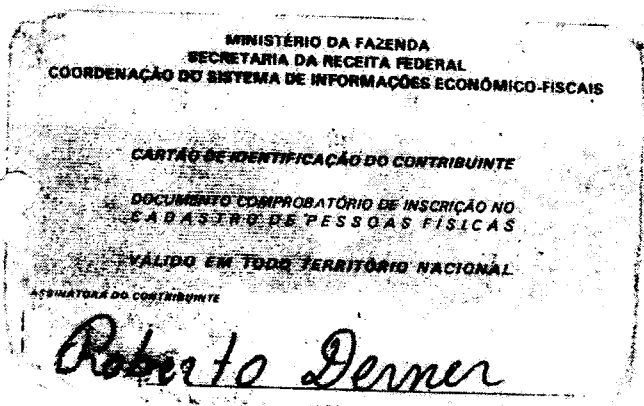 MINISTÉRIO DA FAZENDA
SECRETARIA DA RECEITA FEDERAL
COORDENAÇÃO DO SISTEMA DE INFORMAÇÕES ECONÔMICO-FISCAIS
CARTÃO DE IDENTIFICAÇÃO DO CONTRIBUINTE
DOCUMENTO COMPROBATÓRIO DE INSCRIÇÃO NO
CADASTRO DE PESSOAS FÍSICAS
VÁLIDO EM TODO TERRITÓRIO NACIONAL
ASSINATURA DO CONTRIBUINTE
Roberto Derner